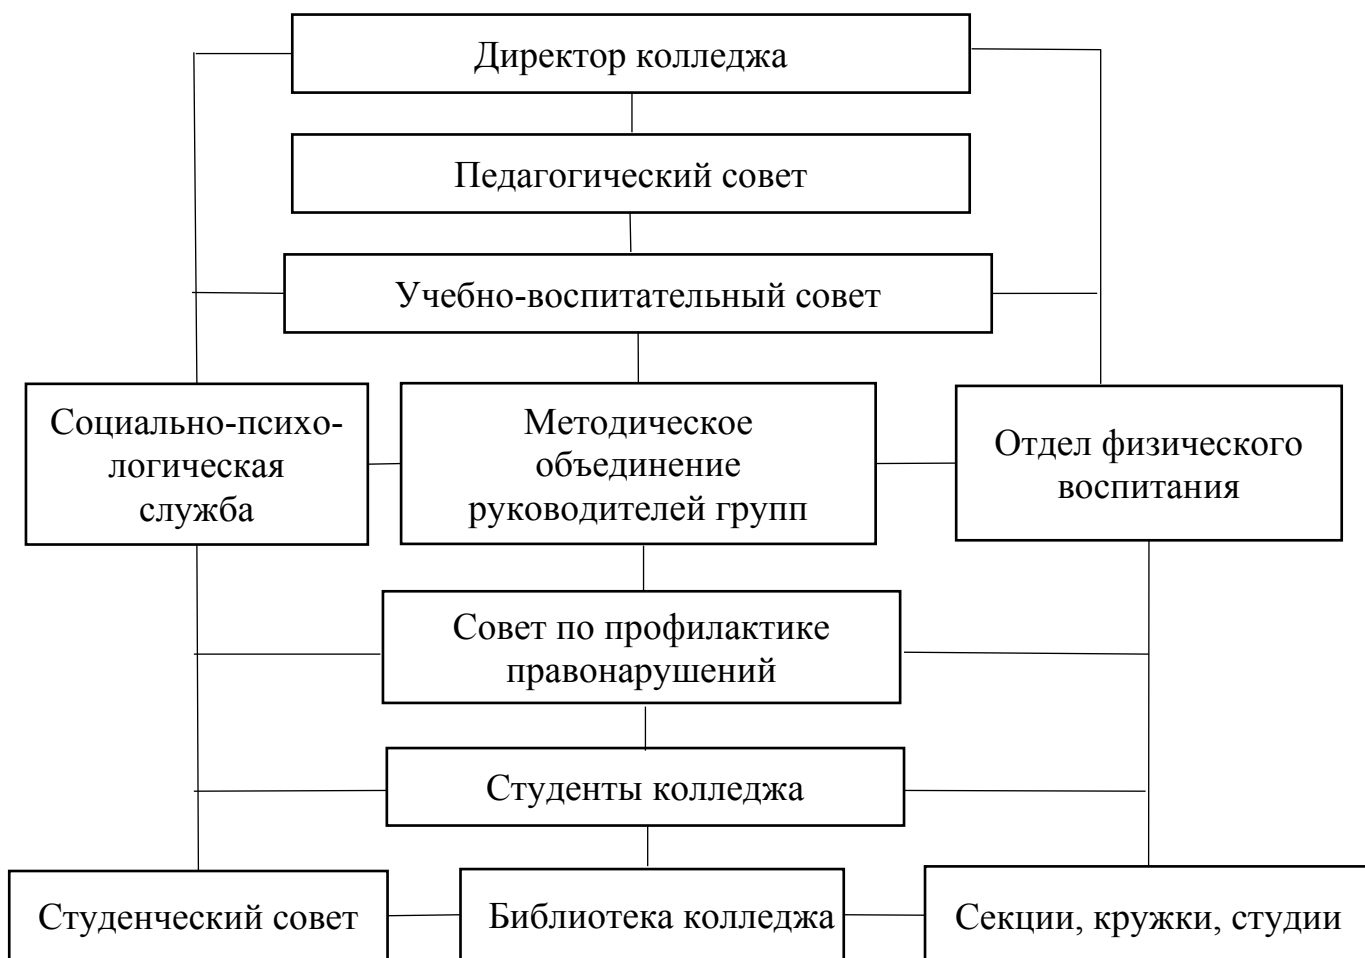 Директор колледжа
Педагогический совет
Учебно-воспитательный совет
Социально-психо-
логическая
служба
Методическое
объединение
руководителей групп
Отдел физического
воспитания
Совет по профилактике
правонарушений
Студенты колледжа
Студенческий совет
Библиотека колледжа
Секции, кружки, студии